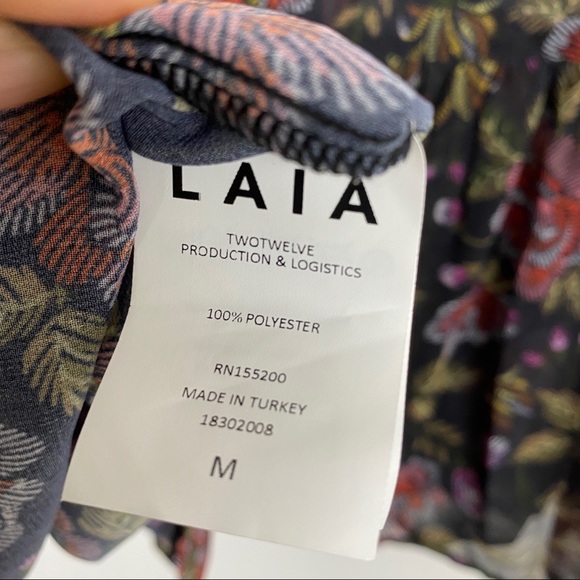 LAIA
TWOTWELVE
PRODUCTION & LOGISTICS
100% POLYESTER
RN155200
MADE IN TURKEY
18302008
M